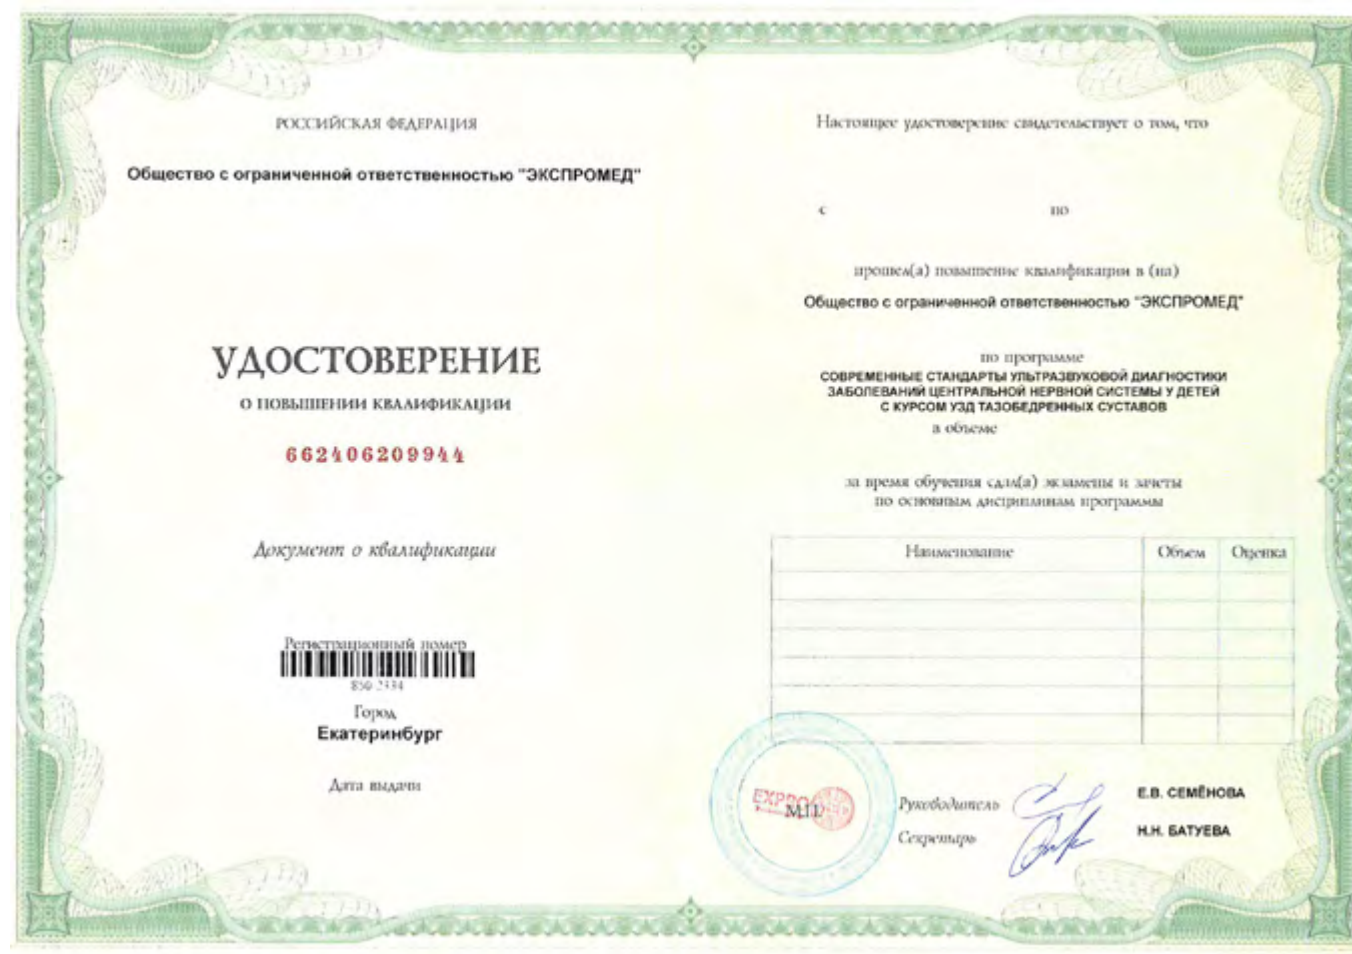 РОССИЙСКАЯ ФЕДЕРАЦИЯ
Общество с ограниченной ответственностью "ЭКСПРОМЕД"
УДОСТОВЕРЕНИЕ
О ПОВЫШЕНИИ КВАЛИФИКАЦИИ
662406209944
Документ о квалификации
Регистрационный номер
850-2334
Город
Екатеринбург
Дата выдачи
Настоящее удостоверение свидетельствует о том, что
с по
прошел(а) повышение квалификации в (на)
Общество с ограниченной ответственностью "ЭКСПРОМЕД"
по программе
СОВРЕМЕННЫЕ СТАНДАРТЫ УЛЬТРАЗВУКОВОЙ ДИАГНОСТИКИ
ЗАБОЛЕВАНИЙ ЦЕНТРАЛЬНОЙ НЕРВНОЙ СИСТЕМЫ У ДЕТЕЙ
С КУРСОМ УЗД ТАЗОБЕДРЕННЫХ СУСТАВОВ
в объеме
за время обучения сдал(а) экзамены и зачеты
по основным дисциплинам программы
Наименование Объем Оценка
М.П.
Руководитель Е.В. СЕМЁНОВА
Секретарь Н.Н. БАТУЕВА